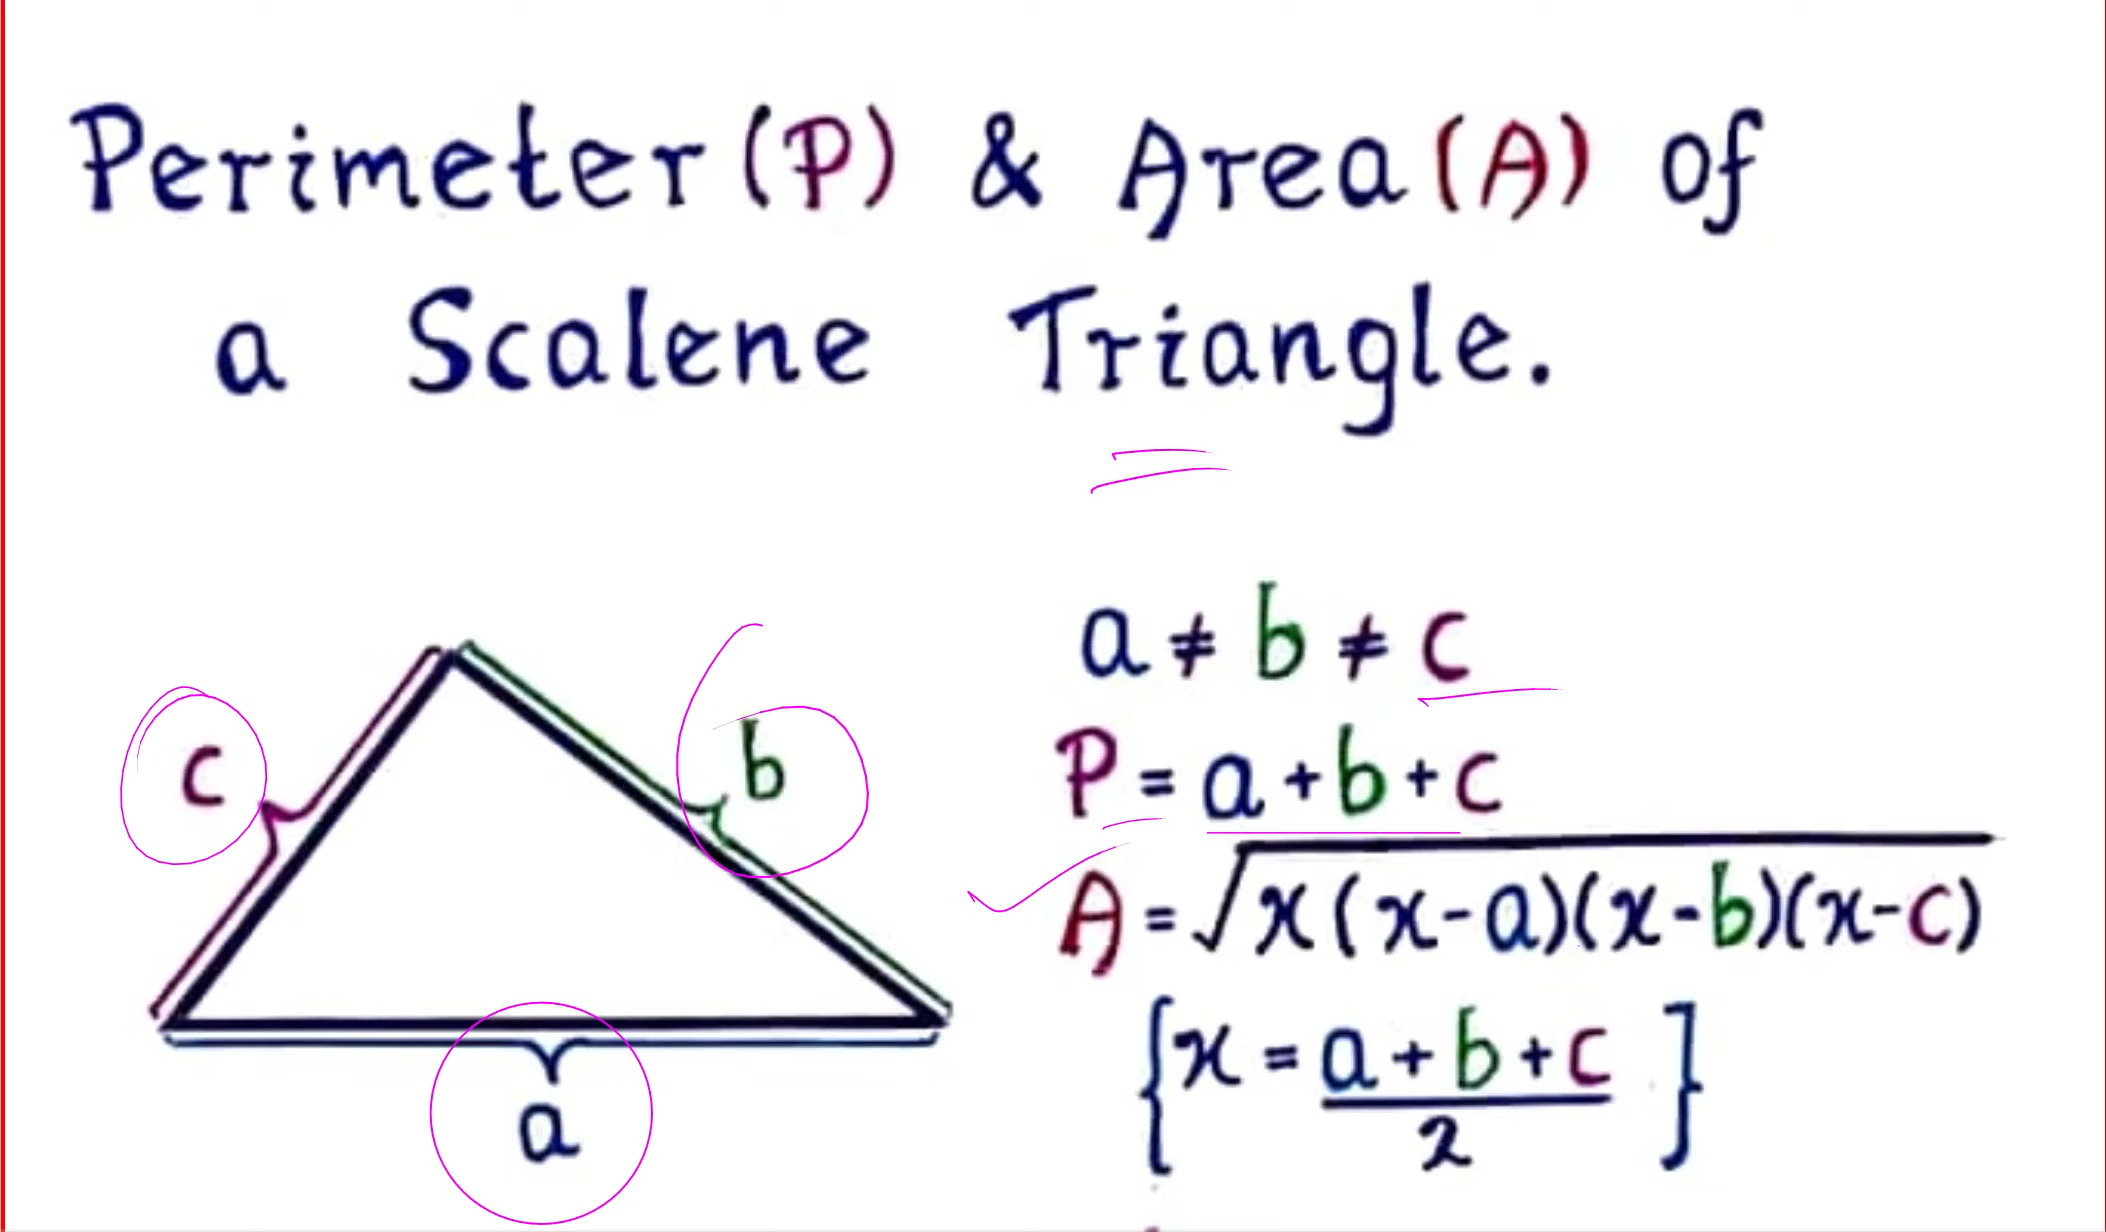 Perimeter (P) & Area (A) of
a Scalene Triangle.
a ≠ b ≠ c
c
b
P = a + b + c
A = √x(x-a)(x-b)(x-c)
{x = a + b + c
2 ]
a